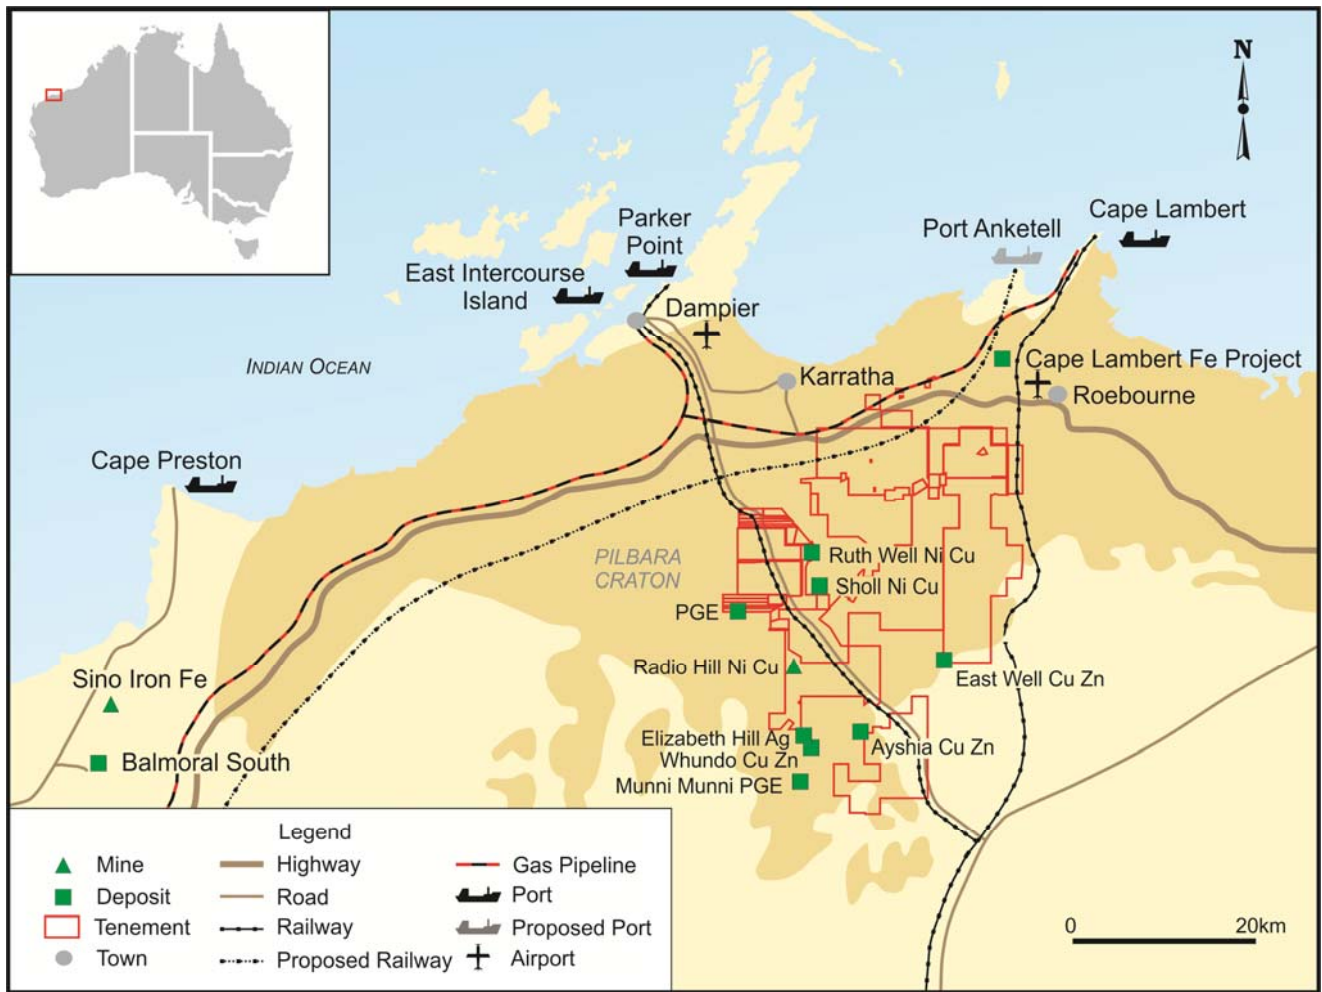 N
Cape Lambert
Port Anketell
Parker
Point
East Intercourse
Island
Dampier
INDIAN OCEAN
Cape Lambert Fe Project
Karratha
Roebourne
Cape Preston
PILBARA
CRATON
Ruth Well Ni Cu
Sholl Ni Cu
PGE
Radio Hill Ni Cu
East Well Cu Zn
Sino Iron Fe
Elizabeth Hill Ag
Ayshia Cu Zn
Whundo Cu Zn
Balmoral South
Munni Munni PGE
Legend
Mine
Highway
Gas Pipeline
Deposit
Road
Port
Tenement
Railway
Proposed Port
Town
Proposed Railway
Airport
0
20km